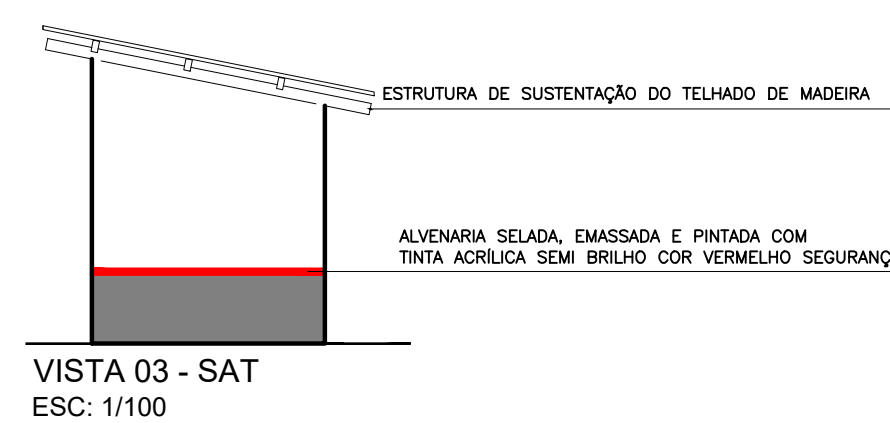 ESTRUTURA DE SUSTENTAÇÃO DO TELHADO DE MADEIRA
ALVENARIA SELADA, EMASSADA E PINTADA COM
TINTA ACRÍLICA SEMI BRILHO COR VERMELHO SEGURANÇ
VISTA 03 - SAT
ESC: 1/100